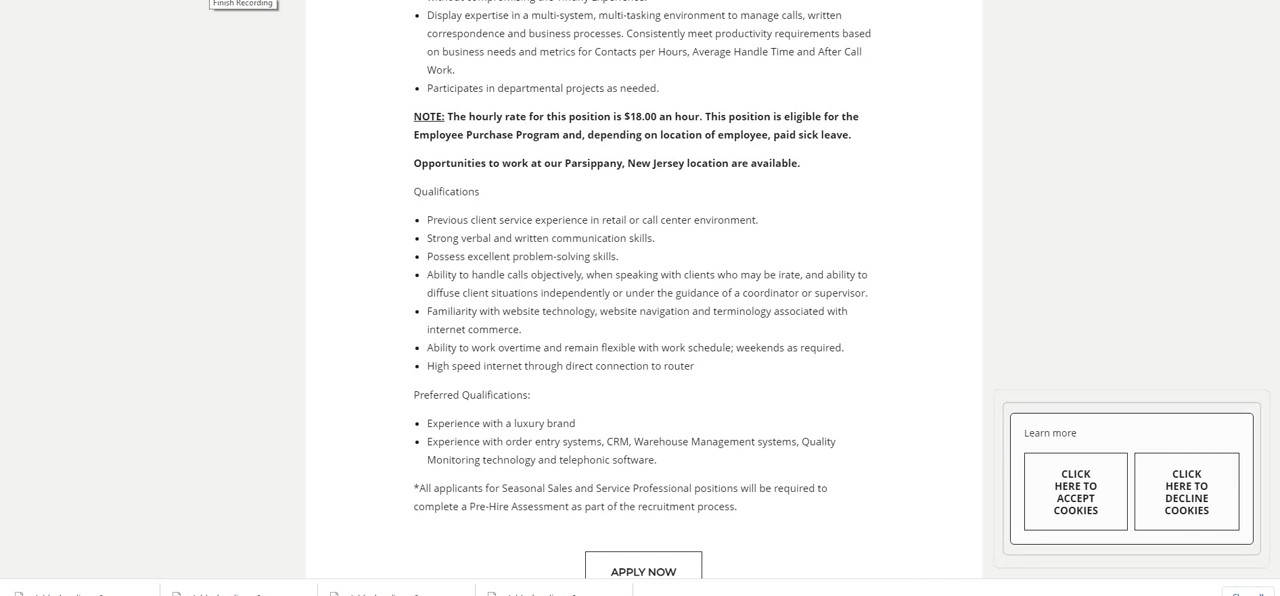 Finish Recording
Display expertise in a multi-system, multi-tasking environment to manage calls, written
correspondence and business processes. Consistently meet productivity requirements based
on business needs and metrics for Contacts per Hours, Average Handle Time and After Call
Work.
Participates in departmental projects as needed.
NOTE: The hourly rate for this position is $18.00 an hour. This position is eligible for the
Employee Purchase Program and, depending on location of employee, paid sick leave.
Opportunities to work at our Parsippany, New Jersey location are available.
Qualifications
Previous client service experience in retail or call center environment.
Strong verbal and written communication skills.
Possess excellent problem-solving skills.
Ability to handle calls objectively, when speaking with clients who may be irate, and ability to
diffuse client situations independently or under the guidance of a coordinator or supervisor.
Familiarity with website technology, website navigation and terminology associated with
internet commerce.
Ability to work overtime and remain flexible with work schedule; weekends as required.
High speed internet through direct connection to router
Preferred Qualifications:
Experience with a luxury brand
Experience with order entry systems, CRM, Warehouse Management systems, Quality
Monitoring technology and telephonic software.
*All applicants for Seasonal Sales and Service Professional positions will be required to
complete a Pre-Hire Assessment as part of the recruitment process.
APPLY NOW
Learn more
CLICK
HERE TO
ACCEPT
COOKIES
CLICK
HERE TO
DECLINE
COOKIES